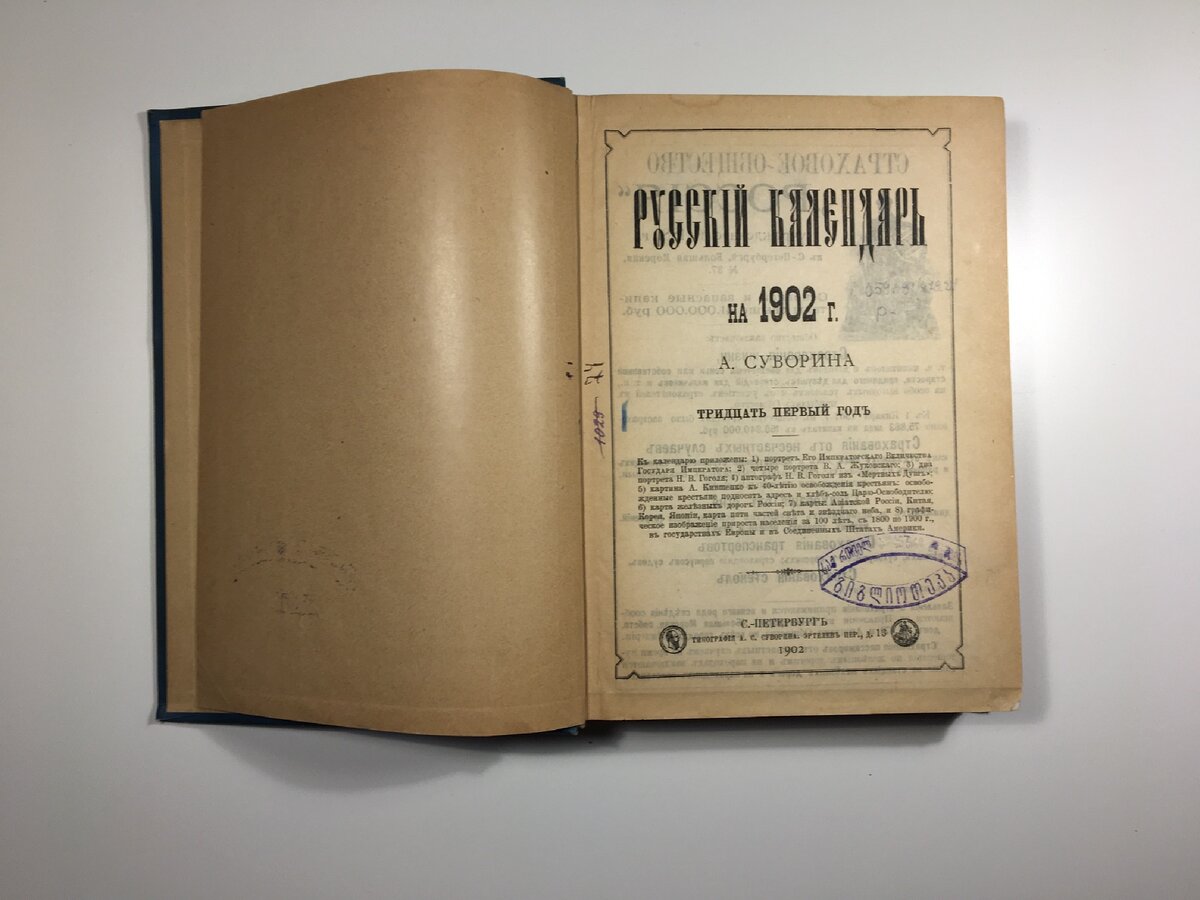 РУССКІЙ КАЛЕНДАРЬ
НА 1902 Г.
А. СУВОРИНА
ТРИДЦАТЬ ПЕРВЫЙ ГОДЪ
Къ календарю приложены: 1) портретъ Его Императорскаго Величества
Государя Императора; 2) четыре портрета В. А. Жуковскаго; 3) два
портрета Н. В. Гоголя; 4) автографъ Н. В. Гоголя изъ «Мертвыхъ Душъ»;
5) картина А. Кившенко къ 40-лѣтію освобожденія крестьянъ: освобо-
жденные крестьяне подносятъ адресъ и хлѣбъ-соль Царю-Освободителю;
6) карта желѣзныхъ дорогъ Россіи; 7) карты: Азіатской Россіи, Китая,
Кореи, Японіи, карта пяти частей свѣта и звѣзднаго неба, и 8) графи-
ческое изображеніе прироста населенія за 100 лѣтъ, съ 1800 по 1900 г.,
въ государствахъ Европы и въ Соединенныхъ Штатахъ Америки.
ბიბლიოთეკა
С.-ПЕТЕРБУРГЪ
ТИПОГРАФІЯ А. С. СУВОРИНА. ЭРТЕЛЕВЪ ПЕР., Д. 13
1902
1029
74